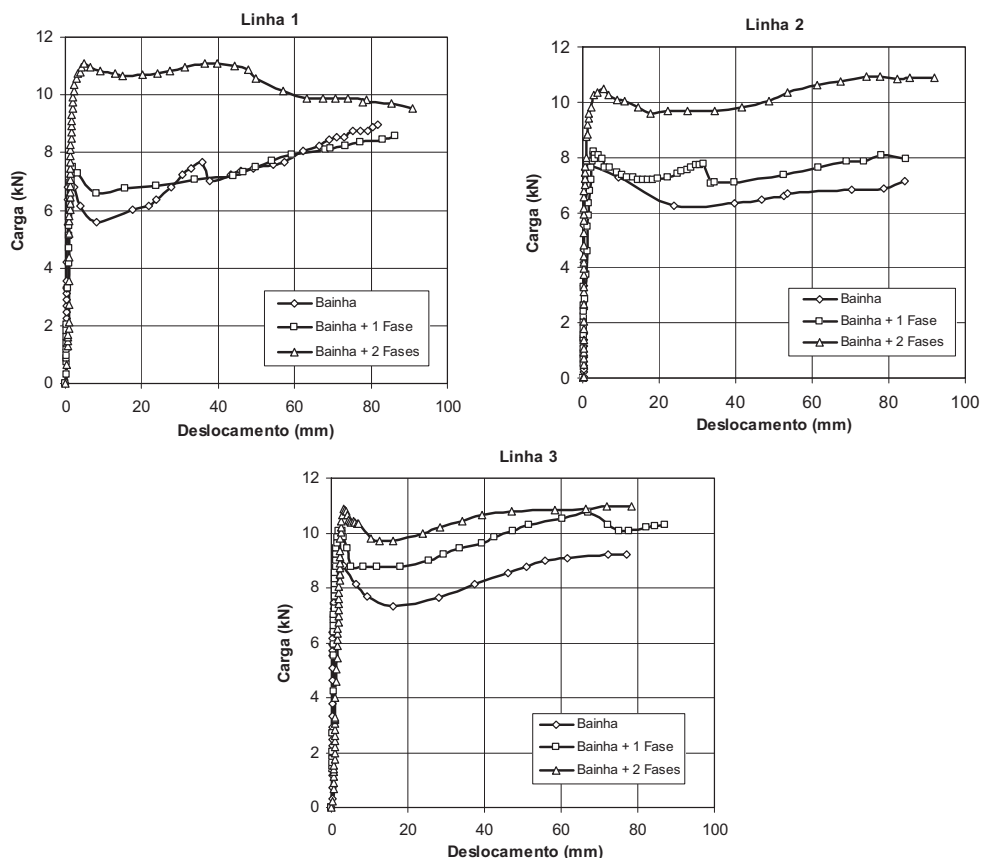 Linha 1
12
10
8
6
4
2
0
Carga (kN)
0 20 40 60 80 100
Deslocamento (mm)
Bainha
Bainha + 1 Fase
Bainha + 2 Fases
Linha 2
12
10
8
6
4
2
0
Carga (kN)
0 20 40 60 80 100
Deslocamento (mm)
Bainha
Bainha + 1 Fase
Bainha + 2 Fases
Linha 3
12
10
8
6
4
2
0
Carga (kN)
0 20 40 60 80 100
Deslocamento (mm)
Bainha
Bainha + 1 Fase
Bainha + 2 Fases